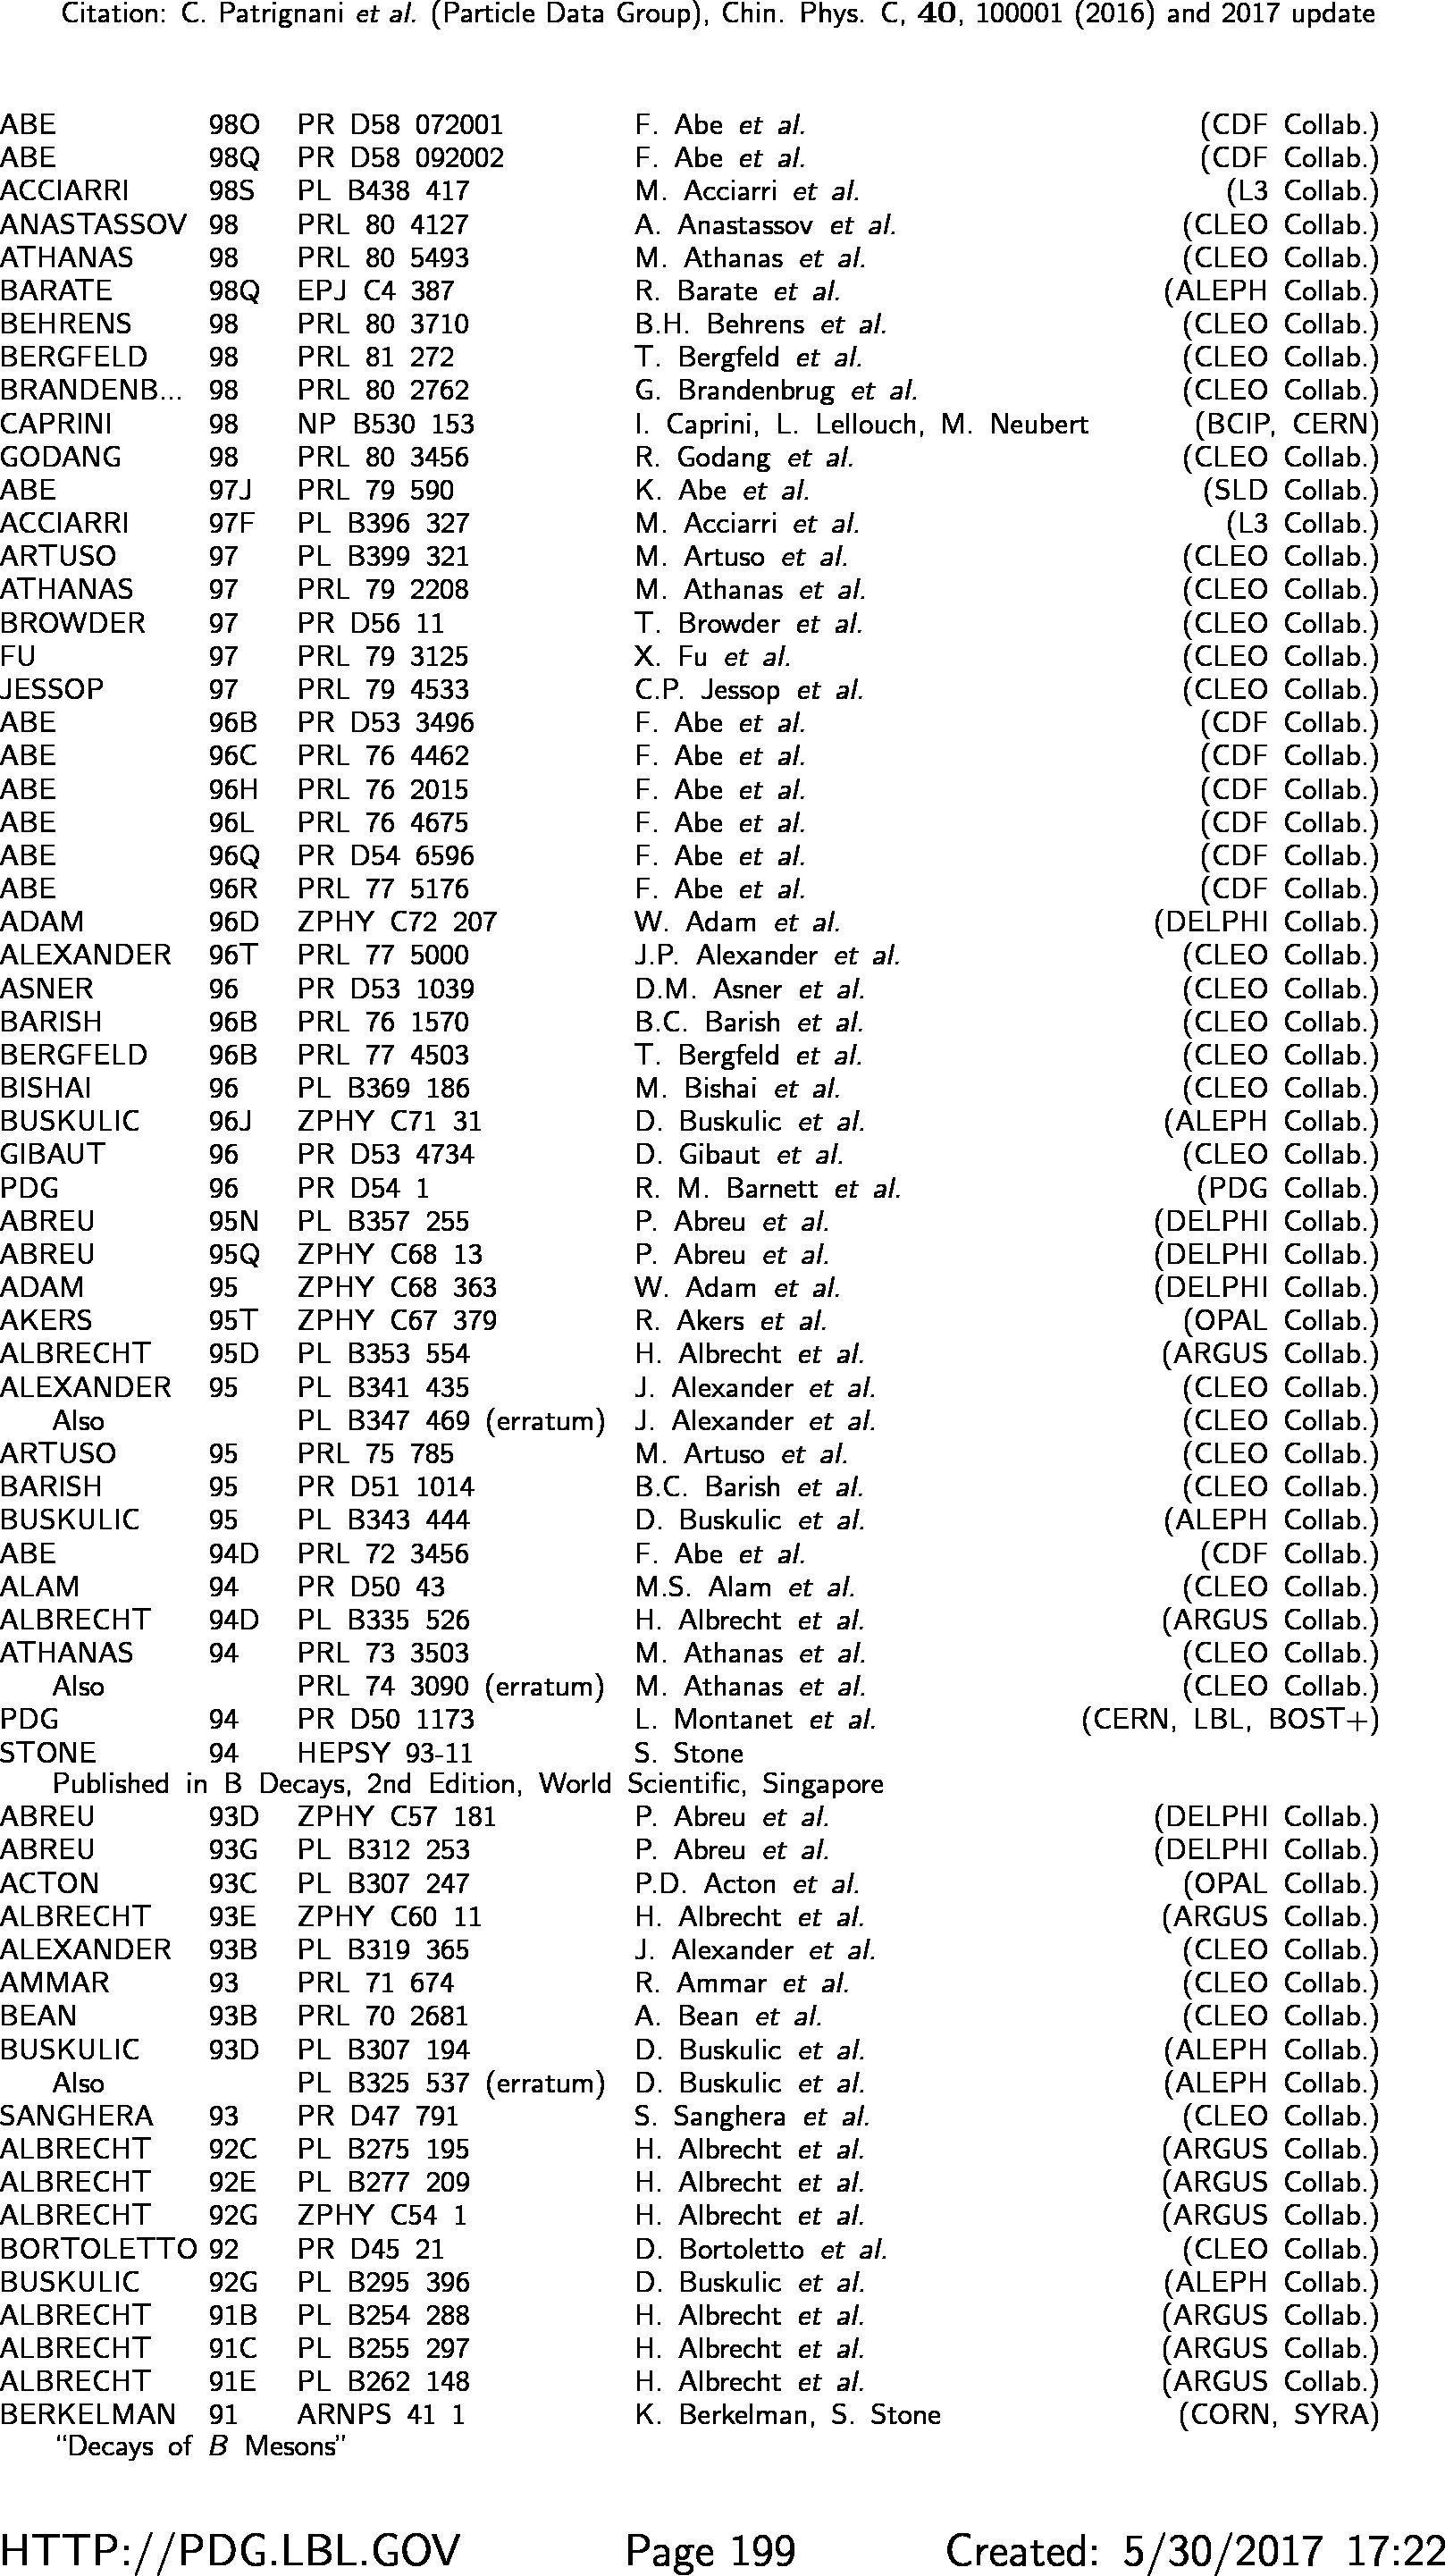 Citation: C. Patrignani et al. (Particle Data Group), Chin. Phys. C, 40, 100001 (2016) and 2017 update
ABE 98O PR D58 072001 F. Abe et al. (CDF Collab.)
ABE 98Q PR D58 092002 F. Abe et al. (CDF Collab.)
ACCIARRI 98S PL B438 417 M. Acciarri et al. (L3 Collab.)
ANASTASSOV 98 PRL 80 4127 A. Anastassov et al. (CLEO Collab.)
ATHANAS 98 PRL 80 5493 M. Athanas et al. (CLEO Collab.)
BARATE 98Q EPJ C4 387 R. Barate et al. (ALEPH Collab.)
BEHRENS 98 PRL 80 3710 B.H. Behrens et al. (CLEO Collab.)
BERGFELD 98 PRL 81 272 T. Bergfeld et al. (CLEO Collab.)
BRANDENB... 98 PRL 80 2762 G. Brandenbrug et al. (CLEO Collab.)
CAPRINI 98 NP B530 153 I. Caprini, L. Lellouch, M. Neubert (BCIP, CERN)
GODANG 98 PRL 80 3456 R. Godang et al. (CLEO Collab.)
ABE 97J PRL 79 590 K. Abe et al. (SLD Collab.)
ACCIARRI 97F PL B396 327 M. Acciarri et al. (L3 Collab.)
ARTUSO 97 PL B399 321 M. Artuso et al. (CLEO Collab.)
ATHANAS 97 PRL 79 2208 M. Athanas et al. (CLEO Collab.)
BROWDER 97 PR D56 11 T. Browder et al. (CLEO Collab.)
FU 97 PRL 79 3125 X. Fu et al. (CLEO Collab.)
JESSOP 97 PRL 79 4533 C.P. Jessop et al. (CLEO Collab.)
ABE 96B PR D53 3496 F. Abe et al. (CDF Collab.)
ABE 96C PRL 76 4462 F. Abe et al. (CDF Collab.)
ABE 96H PRL 76 2015 F. Abe et al. (CDF Collab.)
ABE 96L PRL 76 4675 F. Abe et al. (CDF Collab.)
ABE 96Q PR D54 6596 F. Abe et al. (CDF Collab.)
ABE 96R PRL 77 5176 F. Abe et al. (CDF Collab.)
ADAM 96D ZPHY C72 207 W. Adam et al. (DELPHI Collab.)
ALEXANDER 96T PRL 77 5000 J.P. Alexander et al. (CLEO Collab.)
ASNER 96 PR D53 1039 D.M. Asner et al. (CLEO Collab.)
BARISH 96B PRL 76 1570 B.C. Barish et al. (CLEO Collab.)
BERGFELD 96B PRL 77 4503 T. Bergfeld et al. (CLEO Collab.)
BISHAI 96 PL B369 186 M. Bishai et al. (CLEO Collab.)
BUSKULIC 96J ZPHY C71 31 D. Buskulic et al. (ALEPH Collab.)
GIBAUT 96 PR D53 4734 D. Gibaut et al. (CLEO Collab.)
PDG 96 PR D54 1 R. M. Barnett et al. (PDG Collab.)
ABREU 95N PL B357 255 P. Abreu et al. (DELPHI Collab.)
ABREU 95Q ZPHY C68 13 P. Abreu et al. (DELPHI Collab.)
ADAM 95 ZPHY C68 363 W. Adam et al. (DELPHI Collab.)
AKERS 95T ZPHY C67 379 R. Akers et al. (OPAL Collab.)
ALBRECHT 95D PL B353 554 H. Albrecht et al. (ARGUS Collab.)
ALEXANDER 95 PL B341 435 J. Alexander et al. (CLEO Collab.)
Also PL B347 469 (erratum) J. Alexander et al. (CLEO Collab.)
ARTUSO 95 PRL 75 785 M. Artuso et al. (CLEO Collab.)
BARISH 95 PR D51 1014 B.C. Barish et al. (CLEO Collab.)
BUSKULIC 95 PL B343 444 D. Buskulic et al. (ALEPH Collab.)
ABE 94D PRL 72 3456 F. Abe et al. (CDF Collab.)
ALAM 94 PR D50 43 M.S. Alam et al. (CLEO Collab.)
ALBRECHT 94D PL B335 526 H. Albrecht et al. (ARGUS Collab.)
ATHANAS 94 PRL 73 3503 M. Athanas et al. (CLEO Collab.)
Also PRL 74 3090 (erratum) M. Athanas et al. (CLEO Collab.)
PDG 94 PR D50 1173 L. Montanet et al. (CERN, LBL, BOST+)
STONE 94 HEPSY 93-11 S. Stone
Published in B Decays, 2nd Edition, World Scientific, Singapore
ABREU 93D ZPHY C57 181 P. Abreu et al. (DELPHI Collab.)
ABREU 93G PL B312 253 P. Abreu et al. (DELPHI Collab.)
ACTON 93C PL B307 247 P.D. Acton et al. (OPAL Collab.)
ALBRECHT 93E ZPHY C60 11 H. Albrecht et al. (ARGUS Collab.)
ALEXANDER 93B PL B319 365 J. Alexander et al. (CLEO Collab.)
AMMAR 93 PRL 71 674 R. Ammar et al. (CLEO Collab.)
BEAN 93B PRL 70 2681 A. Bean et al. (CLEO Collab.)
BUSKULIC 93D PL B307 194 D. Buskulic et al. (ALEPH Collab.)
Also PL B325 537 (erratum) D. Buskulic et al. (ALEPH Collab.)
SANGHERA 93 PR D47 791 S. Sanghera et al. (CLEO Collab.)
ALBRECHT 92C PL B275 195 H. Albrecht et al. (ARGUS Collab.)
ALBRECHT 92E PL B277 209 H. Albrecht et al. (ARGUS Collab.)
ALBRECHT 92G ZPHY C54 1 H. Albrecht et al. (ARGUS Collab.)
BORTOLETTO 92 PR D45 21 D. Bortoletto et al. (CLEO Collab.)
BUSKULIC 92G PL B295 396 D. Buskulic et al. (ALEPH Collab.)
ALBRECHT 91B PL B254 288 H. Albrecht et al. (ARGUS Collab.)
ALBRECHT 91C PL B255 297 H. Albrecht et al. (ARGUS Collab.)
ALBRECHT 91E PL B262 148 H. Albrecht et al. (ARGUS Collab.)
BERKELMAN 91 ARNPS 41 1 K. Berkelman, S. Stone (CORN, SYRA)
“Decays of B Mesons”
HTTP://PDG.LBL.GOV Page 199 Created: 5/30/2017 17:22